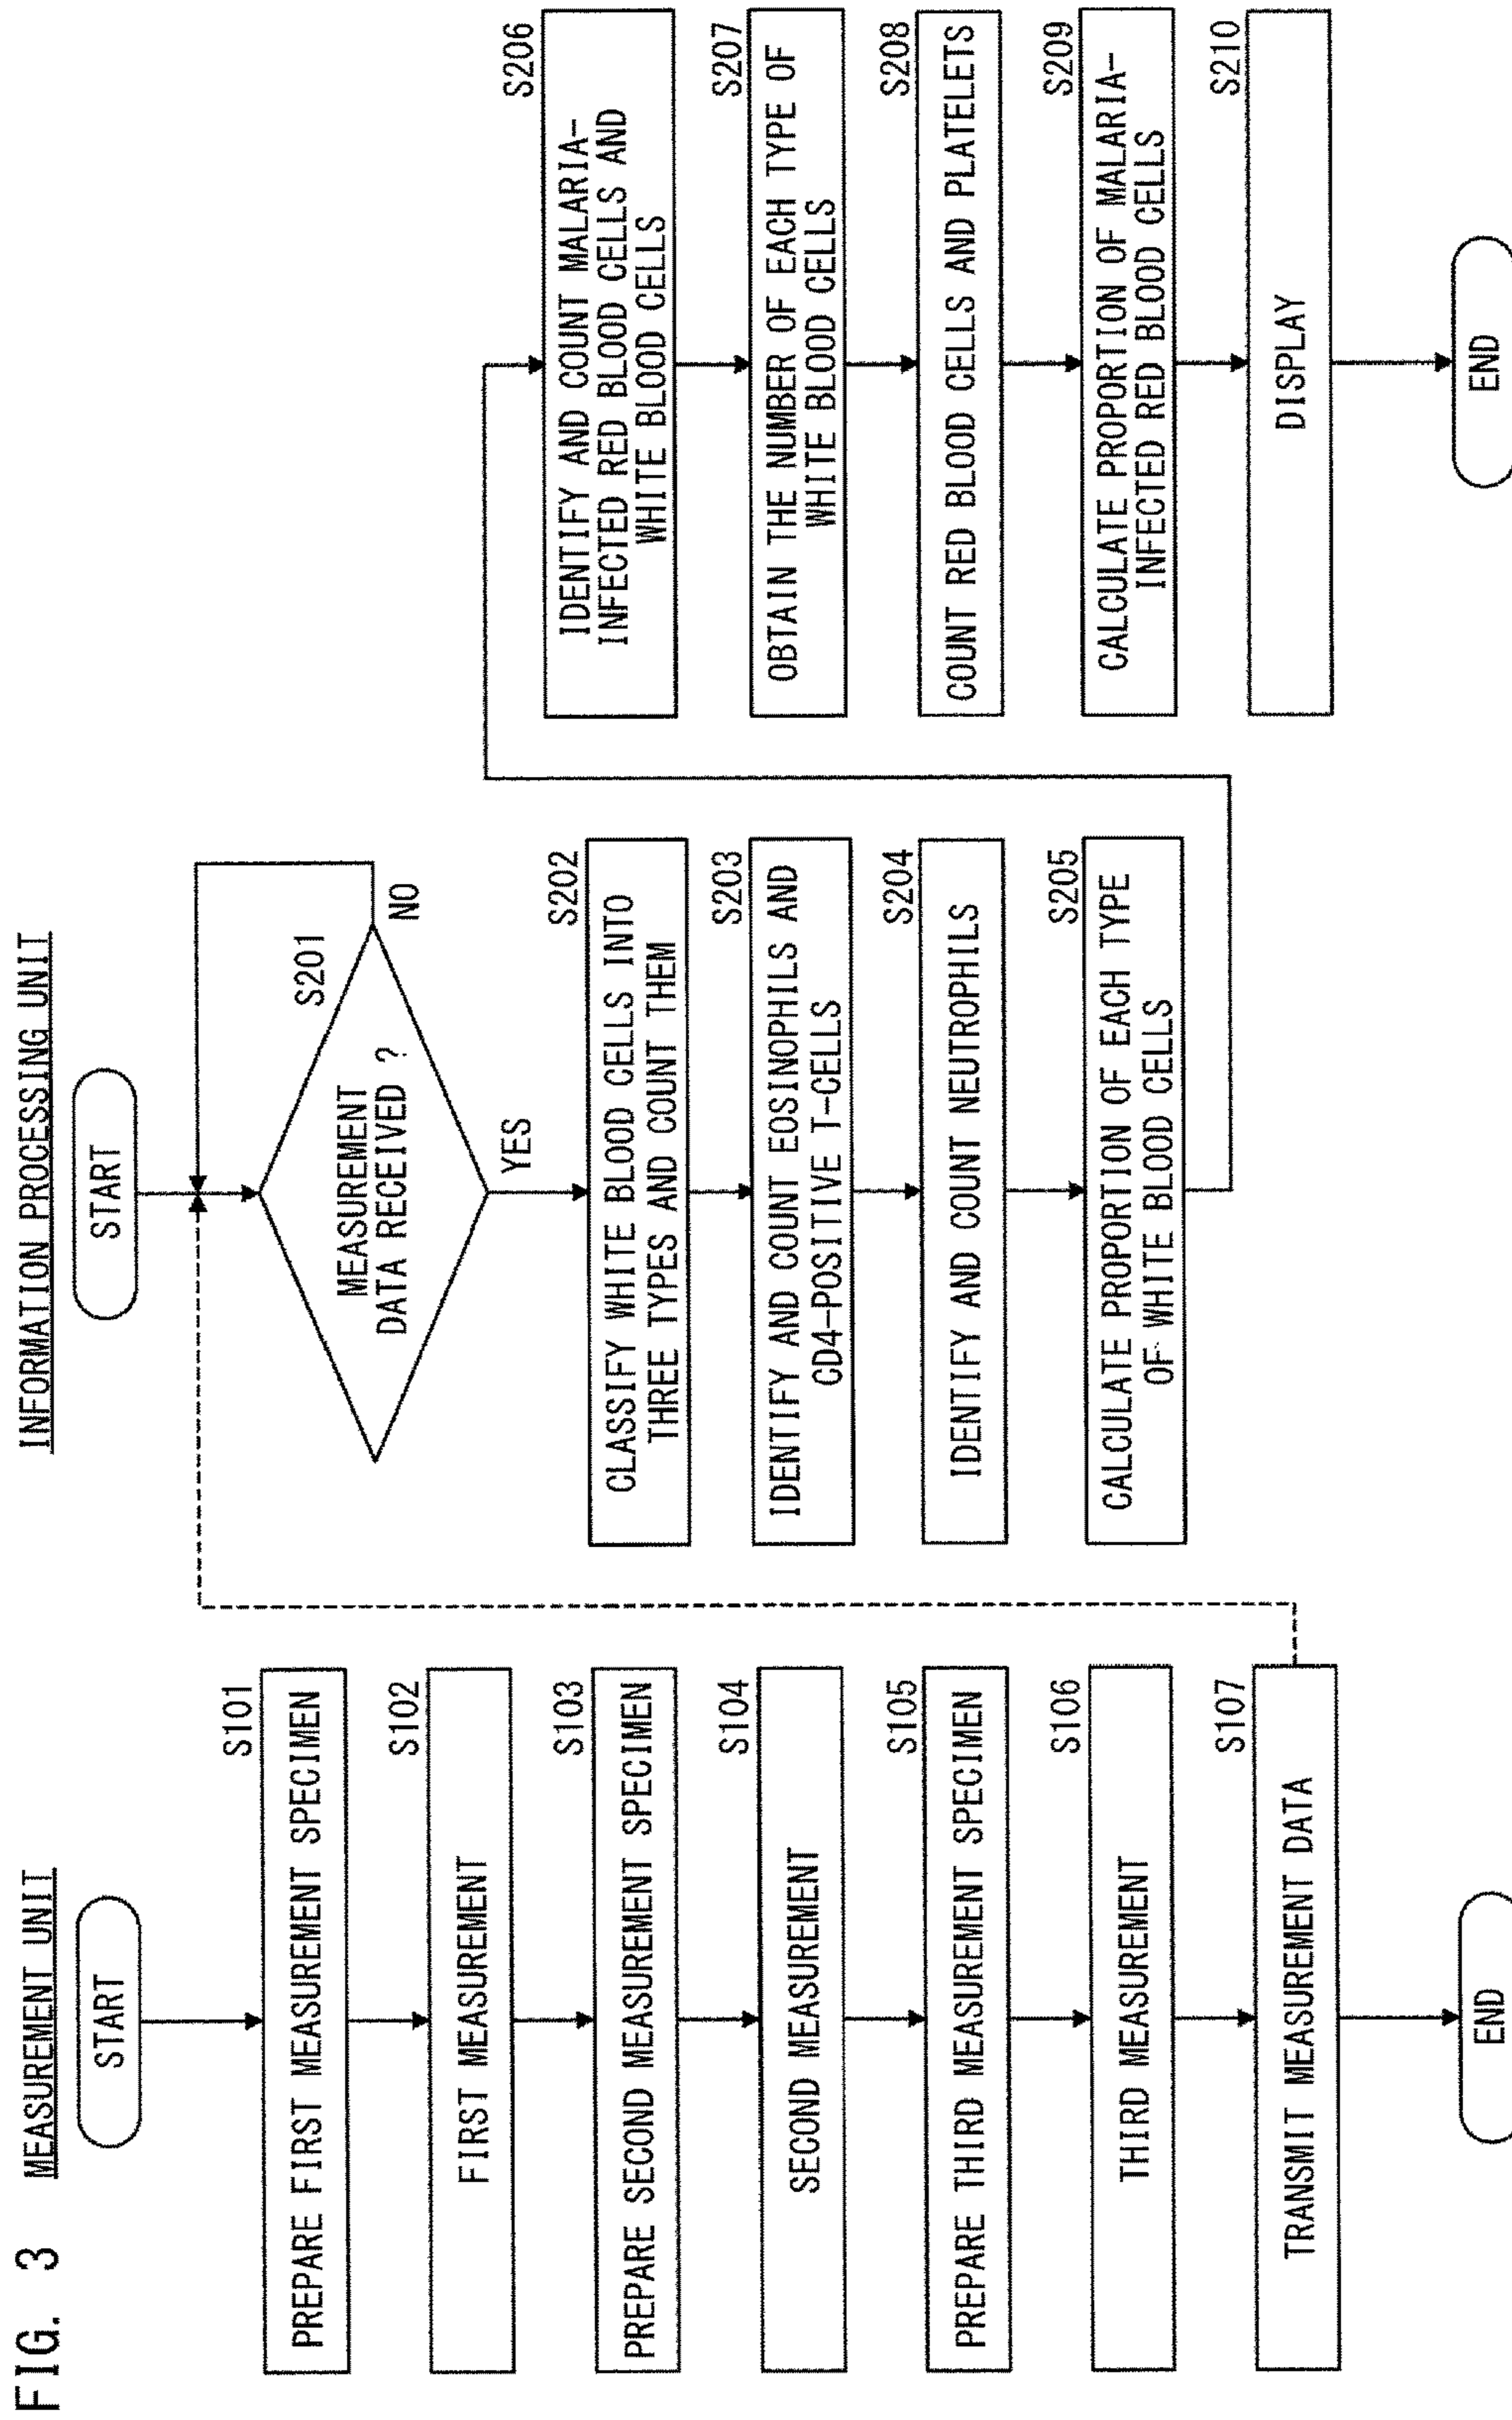 FIG. 3
MEASUREMENT UNIT
START
S101
PREPARE FIRST MEASUREMENT SPECIMEN
S102
FIRST MEASUREMENT
S103
PREPARE SECOND MEASUREMENT SPECIMEN
S104
SECOND MEASUREMENT
S105
PREPARE THIRD MEASUREMENT SPECIMEN
S106
THIRD MEASUREMENT
S107
TRANSMIT MEASUREMENT DATA
END
INFORMATION PROCESSING UNIT
START
S201
MEASUREMENT
DATA RECEIVED ?
NO
YES
S202
CLASSIFY WHITE BLOOD CELLS INTO
THREE TYPES AND COUNT THEM
S203
IDENTIFY AND COUNT EOSINOPHILS AND
CD4-POSITIVE T-CELLS
S204
IDENTIFY AND COUNT NEUTROPHILS
S205
CALCULATE PROPORTION OF EACH TYPE
OF WHITE BLOOD CELLS
S206
IDENTIFY AND COUNT MALARIA-
INFECTED RED BLOOD CELLS AND
WHITE BLOOD CELLS
S207
OBTAIN THE NUMBER OF EACH TYPE OF
WHITE BLOOD CELLS
S208
COUNT RED BLOOD CELLS AND PLATELETS
S209
CALCULATE PROPORTION OF MALARIA-
INFECTED RED BLOOD CELLS
S210
DISPLAY
END